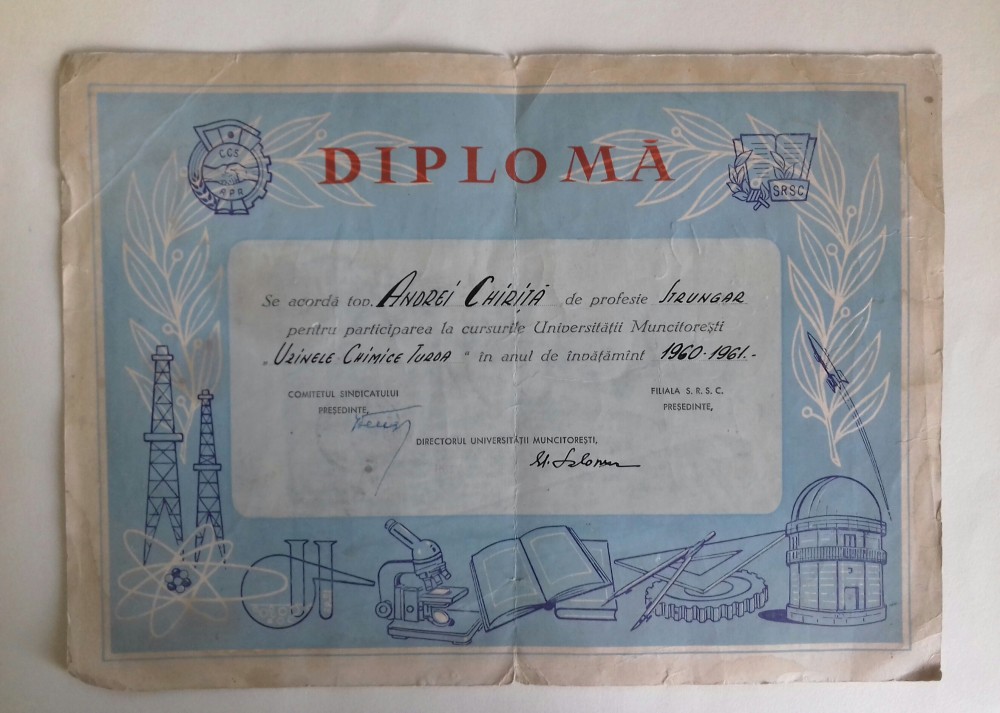 CCS
RPR
DIPLOMĂ
SRSC
Se acordă tov. ANDREI CHIRIȚĂ de profesie STRUNGAR
pentru participarea la cursurile Universității Muncitorești
„UZINELE CHIMICE TURDA" în anul de învățămînt 1960-1961.-
COMITETUL SINDICATULUI
PREȘEDINTE,
FILIALA S. R. S. C.
PREȘEDINTE,
DIRECTORUL UNIVERSITĂȚII MUNCITOREȘTI,